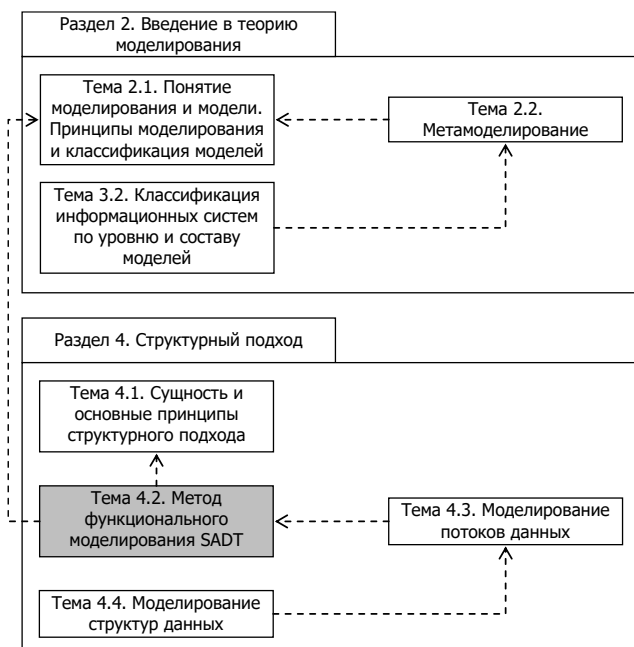 Раздел 2. Введение в теорию
моделирования
Тема 2.1. Понятие
моделирования и модели.
Принципы моделирования
и классификация моделей
Тема 2.2.
Метамоделирование
Тема 3.2. Классификация
информационных систем
по уровню и составу
моделей
Раздел 4. Структурный подход
Тема 4.1. Сущность и
основные принципы
структурного подхода
Тема 4.2. Метод
функционального
моделирования SADT
Тема 4.3. Моделирование
потоков данных
Тема 4.4. Моделирование
структур данных